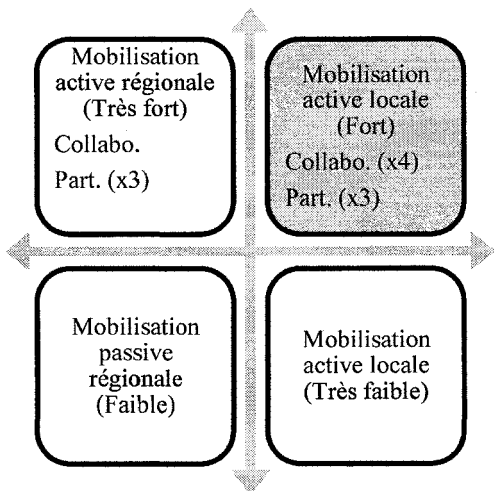 Mobilisation
active régionale
(Très fort)
Collabo.
Part. (x3)
Mobilisation
active locale
(Fort)
Collabo. (x4)
Part. (x3)
Mobilisation
passive
régionale
(Faible)
Mobilisation
active locale
(Très faible)